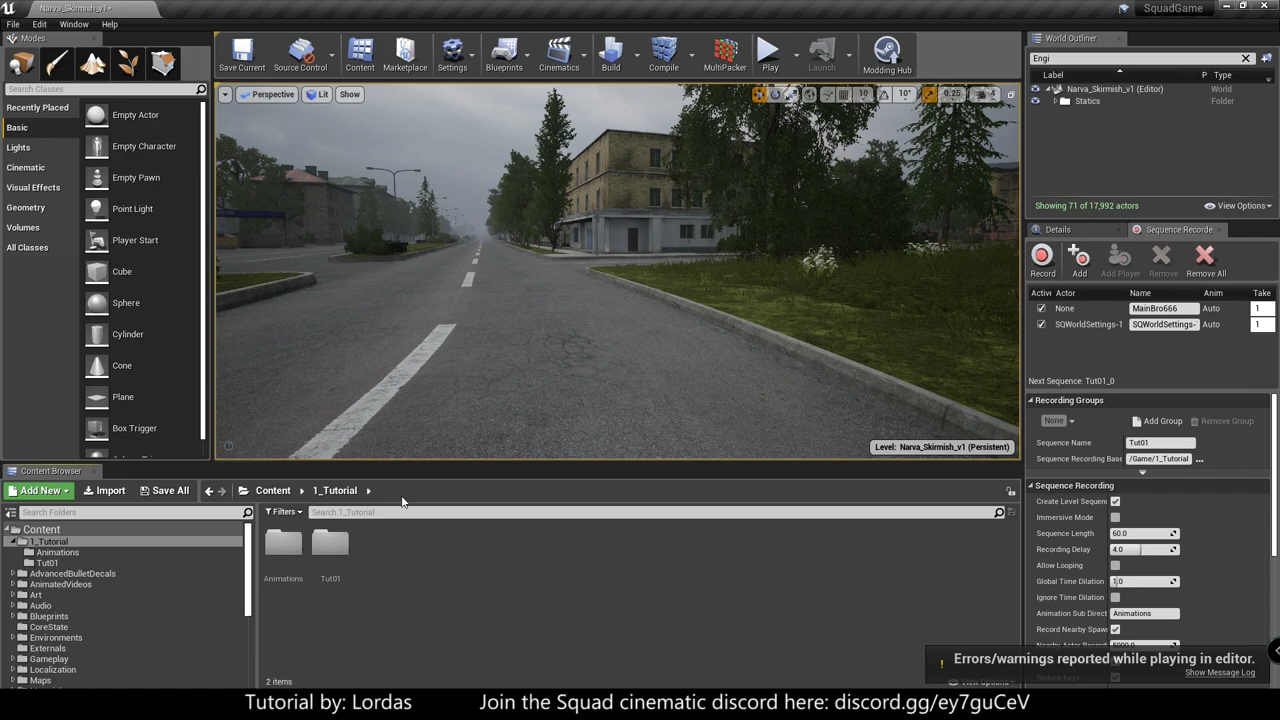 Narva_Skirmish_v1*
SquadGame
File Edit Window Help
Modes
Search Classes
Recently Placed
Basic
Lights
Cinematic
Visual Effects
Geometry
Volumes
All Classes
Empty Actor
Empty Character
Empty Pawn
Point Light
Player Start
Cube
Sphere
Cylinder
Cone
Plane
Box Trigger
Save Current
Source Control
Content
Marketplace
Settings
Blueprints
Cinematics
Build
Compile
MultiPacker
Play
Launch
Modding Hub
Perspective
Lit
Show
10
10°
0.25
4
Level: Narva_Skirmish_v1 (Persistent)
World Outliner
Engi
Label P Type
Narva_Skirmish_v1 (Editor) World
Statics Folder
Showing 71 of 17,992 actors
View Options
Details
Sequence Recorde
Record
Add
Add Player
Remove
Remove All
Active Actor Name Anim Take
None MainBro666 Auto 1
SQWorldSettings-1 SQWorldSettings- Auto 1
Next Sequence: Tut01_0
Recording Groups
None
Add Group
Remove Group
Sequence Name Tut01
Sequence Recording Base /Game/1_Tutorial ...
Sequence Recording
Create Level Sequenc
Immersive Mode
Sequence Length 60.0
Recording Delay 4.0
Allow Looping
Global Time Dilation 1.0
Ignore Time Dilation
Animation Sub Direct Animations
Record Nearby Spawn
Errors/warnings reported while playing in editor.
Show Message Log
Content Browser
Add New
Import
Save All
Content
1_Tutorial
Search Folders
Filters
Search 1_Tutorial
Content
1_Tutorial
Animations
Tut01
AdvancedBulletDecals
AnimatedVideos
Art
Audio
Blueprints
CoreState
Environments
Externals
Gameplay
Localization
Maps
Animations
Tut01
2 items
Tutorial by: Lordas Join the Squad cinematic discord here: discord.gg/ey7guCeV